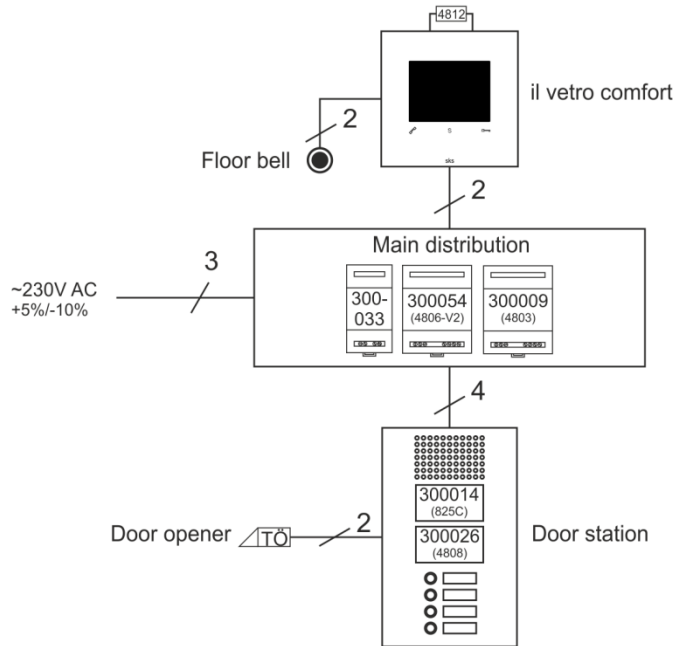 4812
il vetro comfort
S
sks
2
Floor bell
2
Main distribution
3
~230V AC
+5%/-10%
300-
033
300054
(4806-V2)
300009
(4803)
4
300014
(825C)
Door opener
TÖ
2
300026
(4808)
Door station